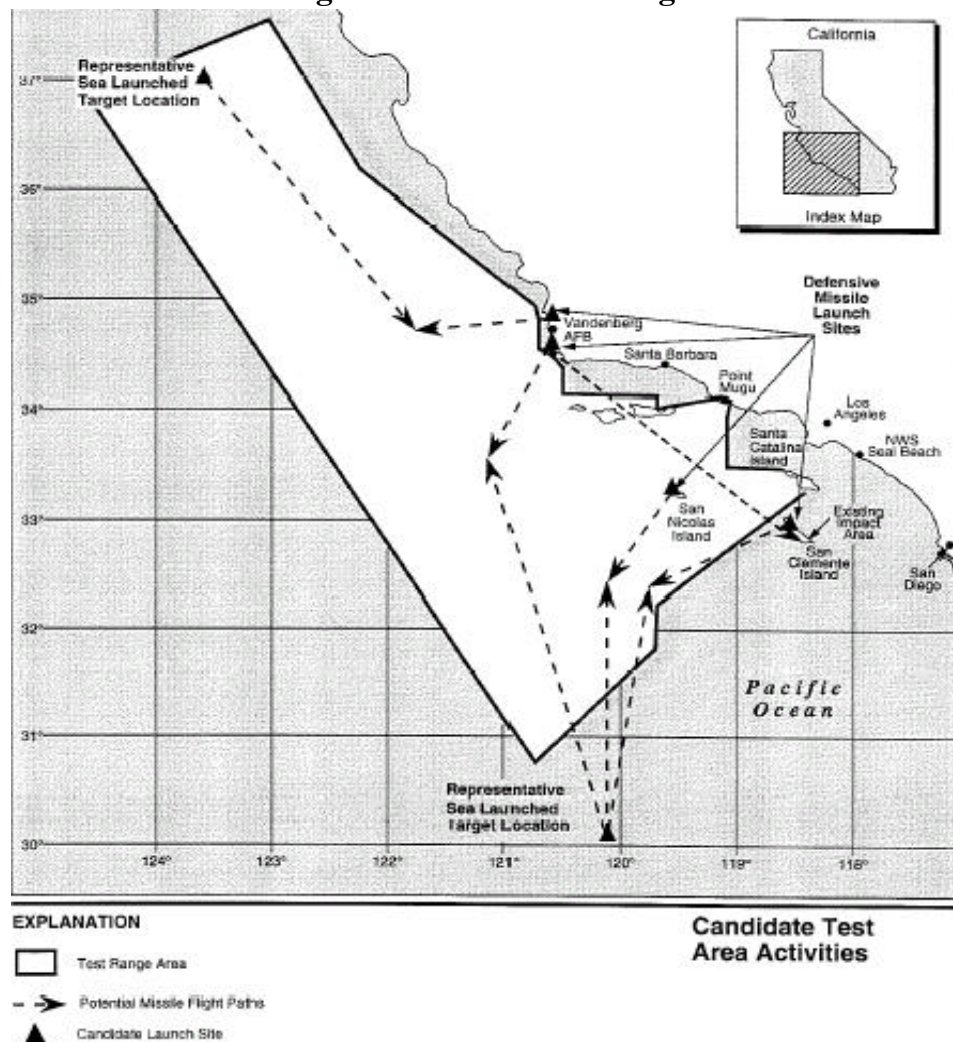 California
Index Map
Representative
Sea Launched
Target Location
37°
36°
35°
34°
33°
32°
31°
30°
Defensive
Missile
Launch
Sites
Vandenberg
AFB
Santa Barbara
Point
Mugu
Los
Angeles
NWS
Seal Beach
Santa
Catalina
Island
San
Nicolas
Island
Existing
Impact
Area
San
Clemente
Island
San
Diego
Pacific
Ocean
Representative
Sea Launched
Target Location
124°
123°
122°
121°
120°
119°
118°
EXPLANATION
Candidate Test
Area Activities
Test Range Area
Potential Missile Flight Paths
Candidate Launch Site